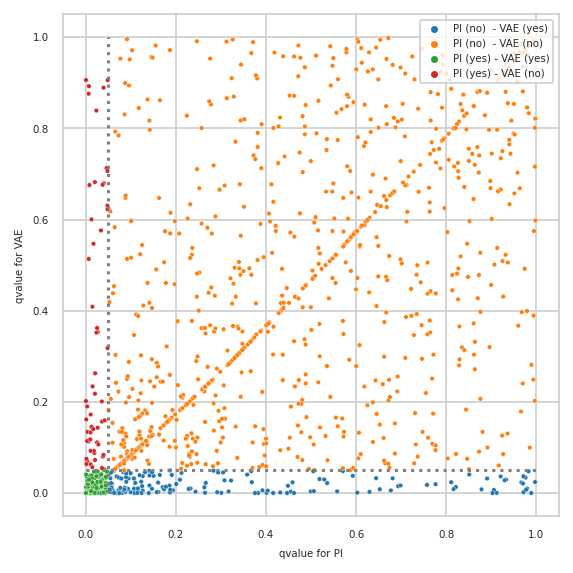 PI (no)  - VAE (yes)
PI (no)  - VAE (no)
PI (yes) - VAE (yes)
PI (yes) - VAE (no)
1.0
0.8
0.6
0.4
0.2
0.0
qvalue for VAE
0.0 0.2 0.4 0.6 0.8 1.0
qvalue for PI